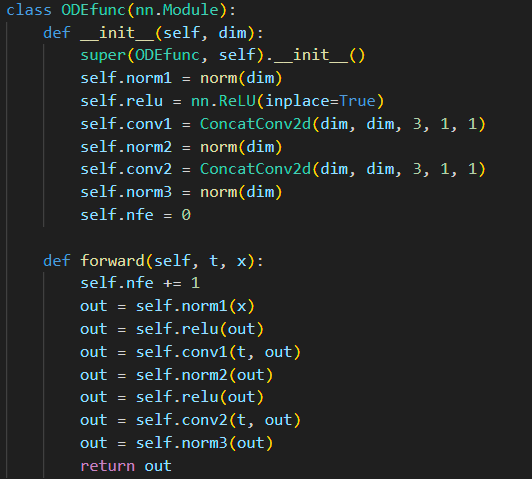 class ODEfunc(nn.Module):
    def __init__(self, dim):
        super(ODEfunc, self).__init__()
        self.norm1 = norm(dim)
        self.relu = nn.ReLU(inplace=True)
        self.conv1 = ConcatConv2d(dim, dim, 3, 1, 1)
        self.norm2 = norm(dim)
        self.conv2 = ConcatConv2d(dim, dim, 3, 1, 1)
        self.norm3 = norm(dim)
        self.nfe = 0

    def forward(self, t, x):
        self.nfe += 1
        out = self.norm1(x)
        out = self.relu(out)
        out = self.conv1(t, out)
        out = self.norm2(out)
        out = self.relu(out)
        out = self.conv2(t, out)
        out = self.norm3(out)
        return out